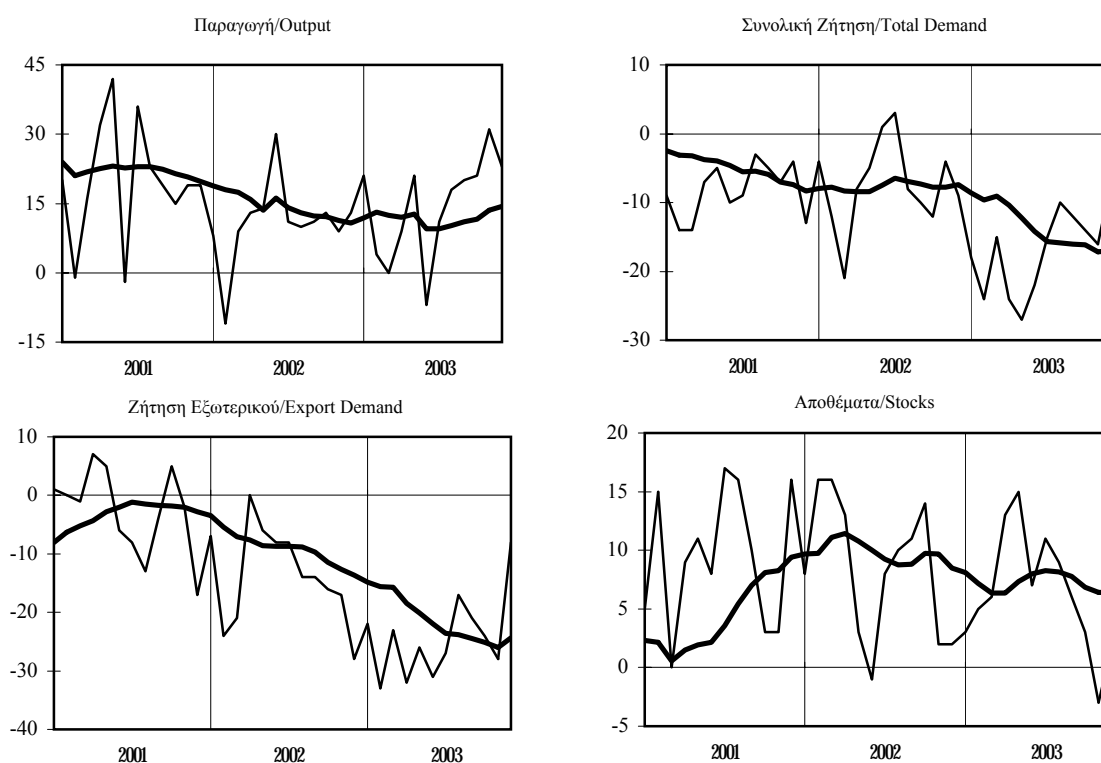 Παραγωγή/Output
45
30
15
0
-15
2001 2002 2003
Συνολική Ζήτηση/Total Demand
10
0
-10
-20
-30
2001 2002 2003
Ζήτηση Εξωτερικού/Export Demand
10
0
-10
-20
-30
-40
2001 2002 2003
Αποθέματα/Stocks
20
15
10
5
0
-5
2001 2002 2003